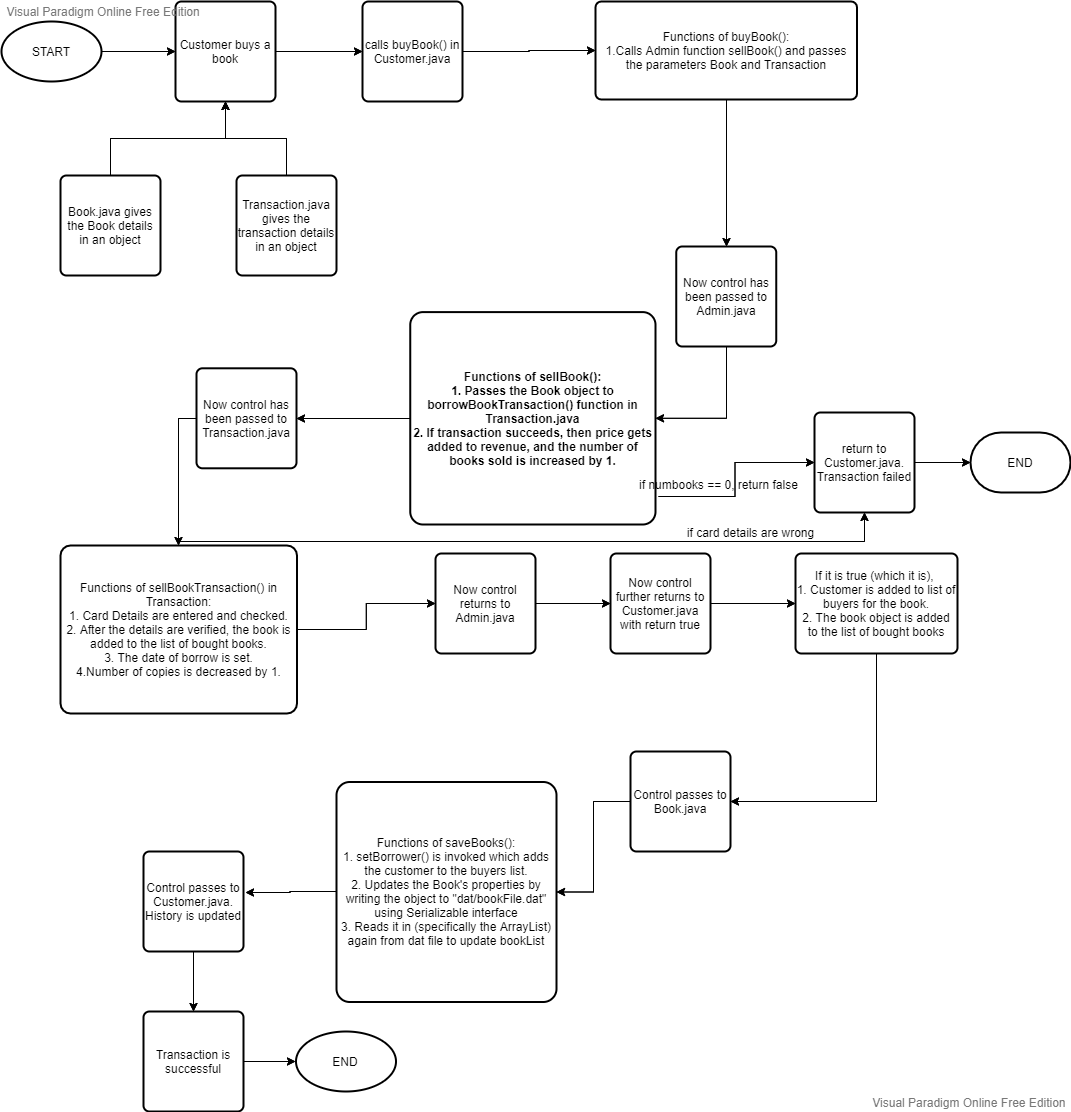 Visual Paradigm Online Free Edition
START
Customer buys a
book
calls buyBook() in
Customer.java
Functions of buyBook():
1.Calls Admin function sellBook() and passes
the parameters Book and Transaction
Book.java gives
the Book details
in an object
Transaction.java
gives the
transaction details
in an object
Now control has
been passed to
Admin.java
Functions of sellBook():
1. Passes the Book object to
borrowBookTransaction() function in
Transaction.java
2. If transaction succeeds, then price gets
added to revenue, and the number of
books sold is increased by 1.
Now control has
been passed to
Transaction.java
if numbooks == 0, return false
return to
Customer.java.
Transaction failed
END
if card details are wrong
Functions of sellBookTransaction() in
Transaction:
1. Card Details are entered and checked.
2. After the details are verified, the book is
added to the list of bought books.
3. The date of borrow is set.
4.Number of copies is decreased by 1.
Now control
returns to
Admin.java
Now control
further returns to
Customer.java
with return true
If it is true (which it is),
1. Customer is added to list of
buyers for the book.
2. The book object is added
to the list of bought books
Control passes to
Book.java
Functions of saveBooks():
1. setBorrower() is invoked which adds
the customer to the buyers list.
2. Updates the Book's properties by
writing the object to "dat/bookFile.dat"
using Serializable interface
3. Reads it in (specifically the ArrayList)
again from dat file to update bookList
Control passes to
Customer.java.
History is updated
Transaction is
successful
END
Visual Paradigm Online Free Edition